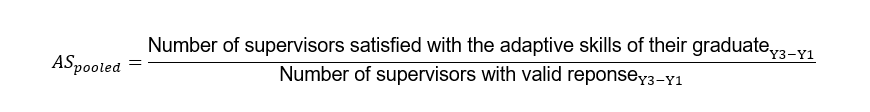 AS_pooled = Number of supervisors satisfied with the adaptive skills of their graduate_Y3−Y1
Number of supervisors with valid reponse_Y3−Y1